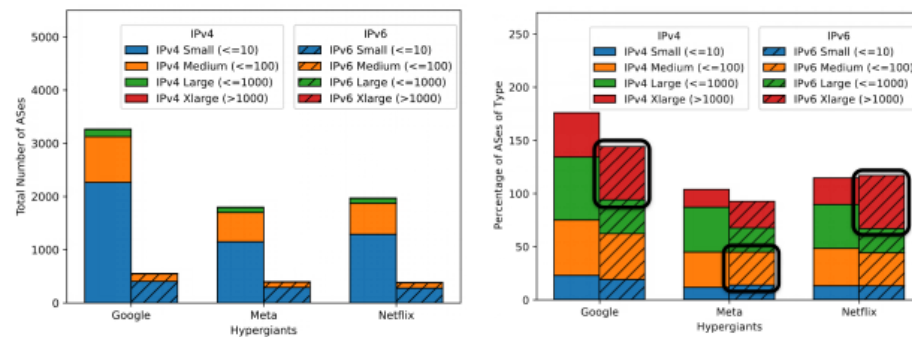 5000
4000
3000
2000
1000
0
Total Number of ASes
IPv4
IPv4 Small (<=10)
IPv4 Medium (<=100)
IPv4 Large (<=1000)
IPv4 Xlarge (>1000)
IPv6
IPv6 Small (<=10)
IPv6 Medium (<=100)
IPv6 Large (<=1000)
IPv6 Xlarge (>1000)
Google
Meta
Netflix
Hypergiants
250
200
150
100
50
0
Percentage of ASes of Type
IPv4
IPv4 Small (<=10)
IPv4 Medium (<=100)
IPv4 Large (<=1000)
IPv4 Xlarge (>1000)
IPv6
IPv6 Small (<=10)
IPv6 Medium (<=100)
IPv6 Large (<=1000)
IPv6 Xlarge (>1000)
Google
Meta
Netflix
Hypergiants